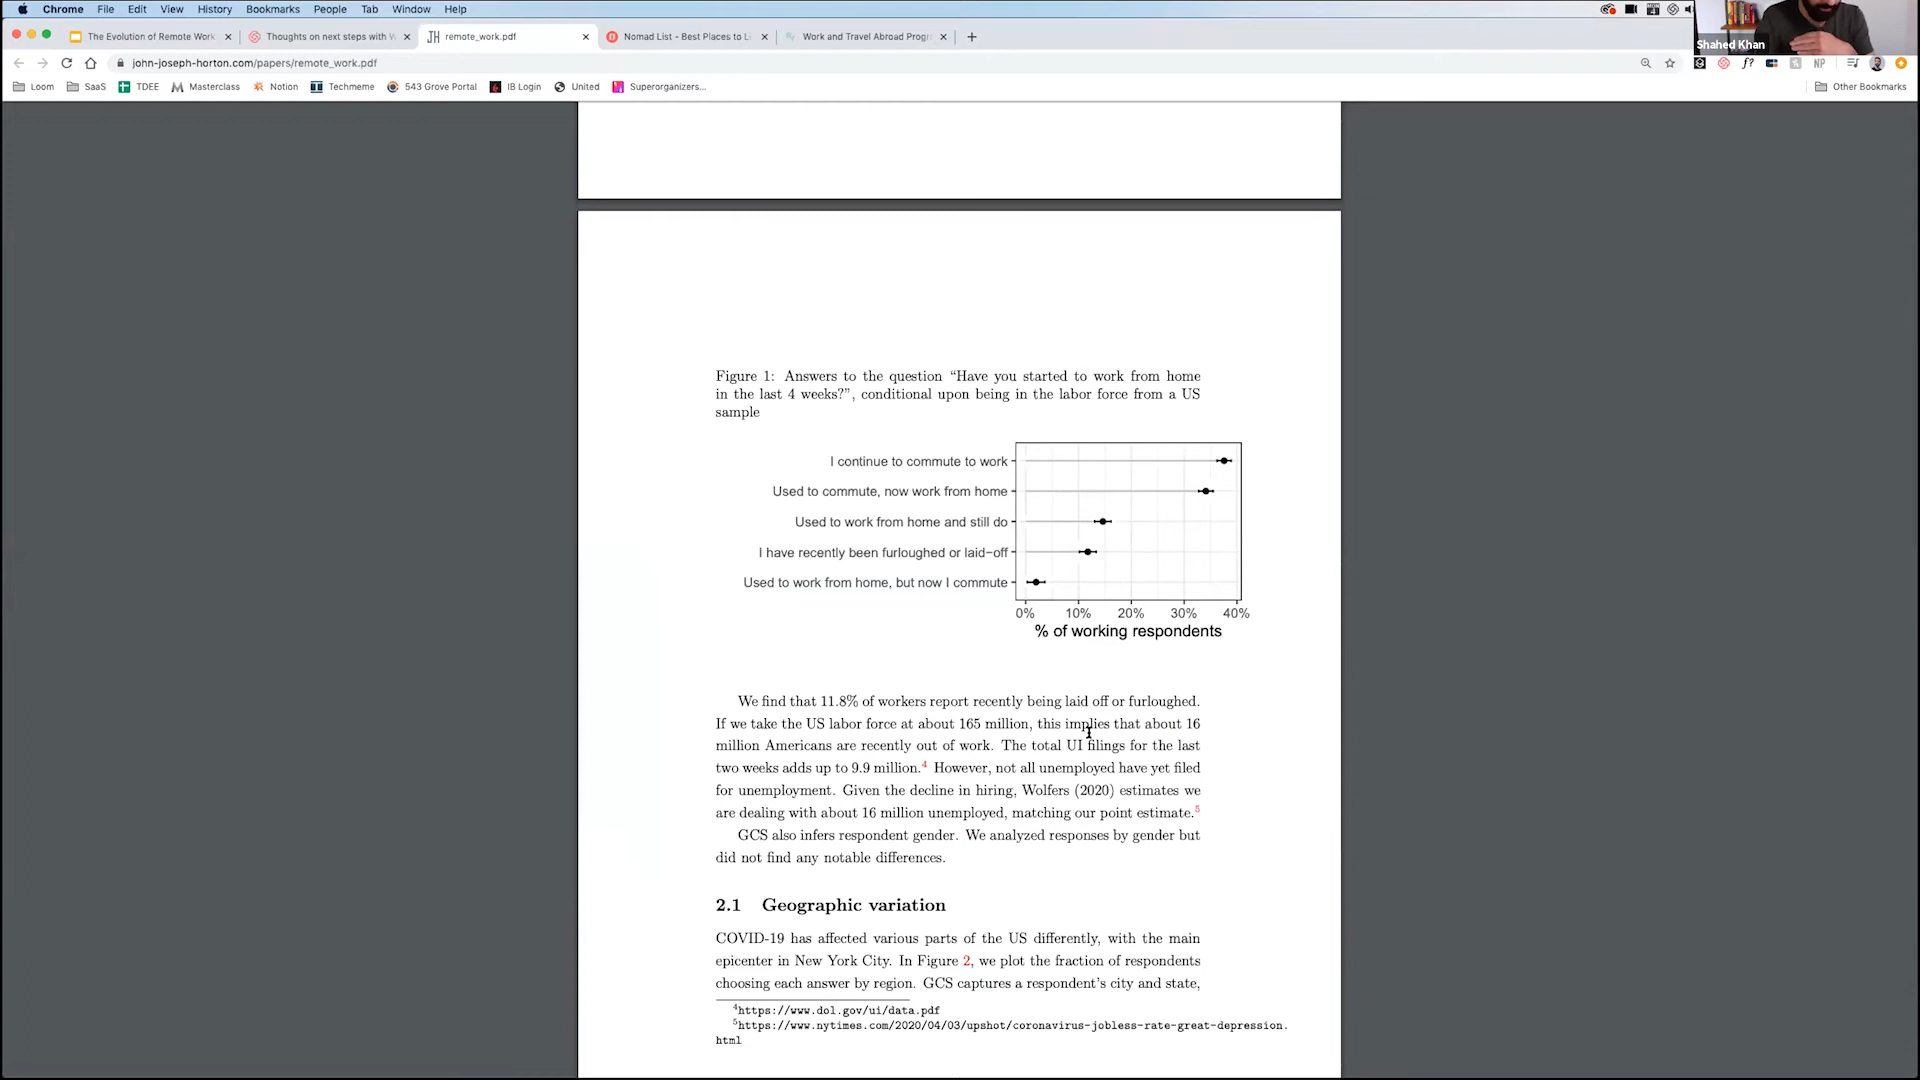 Chrome File Edit View History Bookmarks People Tab Window Help
The Evolution of Remote Work
Thoughts on next steps with
remote_work.pdf
Nomad List - Best Places to Li
Work and Travel Abroad Progr
Shahed Khan
john-joseph-horton.com/papers/remote_work.pdf
Loom SaaS TDEE Masterclass Notion Techmeme 543 Grove Portal IB Login United Superorganizers... Other Bookmarks
Figure 1: Answers to the question “Have you started to work from home
in the last 4 weeks?”, conditional upon being in the labor force from a US
sample
I continue to commute to work
Used to commute, now work from home
Used to work from home and still do
I have recently been furloughed or laid−off
Used to work from home, but now I commute
0% 10% 20% 30% 40%
% of working respondents
We find that 11.8% of workers report recently being laid off or furloughed.
If we take the US labor force at about 165 million, this implies that about 16
million Americans are recently out of work. The total UI filings for the last
two weeks adds up to 9.9 million.4 However, not all unemployed have yet filed
for unemployment. Given the decline in hiring, Wolfers (2020) estimates we
are dealing with about 16 million unemployed, matching our point estimate.5
GCS also infers respondent gender. We analyzed responses by gender but
did not find any notable differences.
2.1 Geographic variation
COVID-19 has affected various parts of the US differently, with the main
epicenter in New York City. In Figure 2, we plot the fraction of respondents
choosing each answer by region. GCS captures a respondent's city and state,
4https://www.dol.gov/ui/data.pdf
5https://www.nytimes.com/2020/04/03/upshot/coronavirus-jobless-rate-great-depression.
html